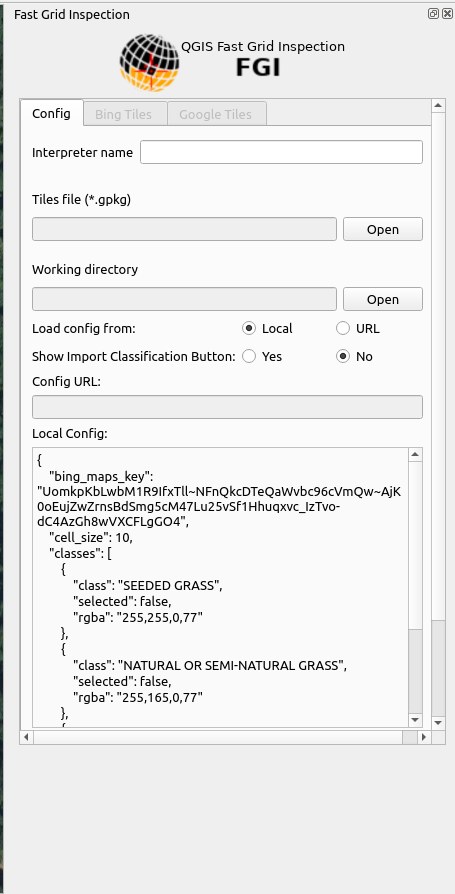 Fast Grid Inspection
QGIS Fast Grid Inspection
FGI
Config
Bing Tiles
Google Tiles
Interpreter name
Tiles file (*.gpkg)
Open
Working directory
Open
Load config from:
Local
URL
Show Import Classification Button:
Yes
No
Config URL:
Local Config:
{
"bing_maps_key":
"UomkpKbLwbM1R9IfxTll~NFnQkcDTeQaWvbc96cVmQw~AjK
0oEujZwZrnsBdSmg5cM47Lu25vSf1Hhuqxvc_IzTvo-
dC4AzGh8wVXCFLgGO4",
"cell_size": 10,
"classes": [
{
"class": "SEEDED GRASS",
"selected": false,
"rgba": "255,255,0,77"
},
{
"class": "NATURAL OR SEMI-NATURAL GRASS",
"selected": false,
"rgba": "255,165,0,77"
},
{